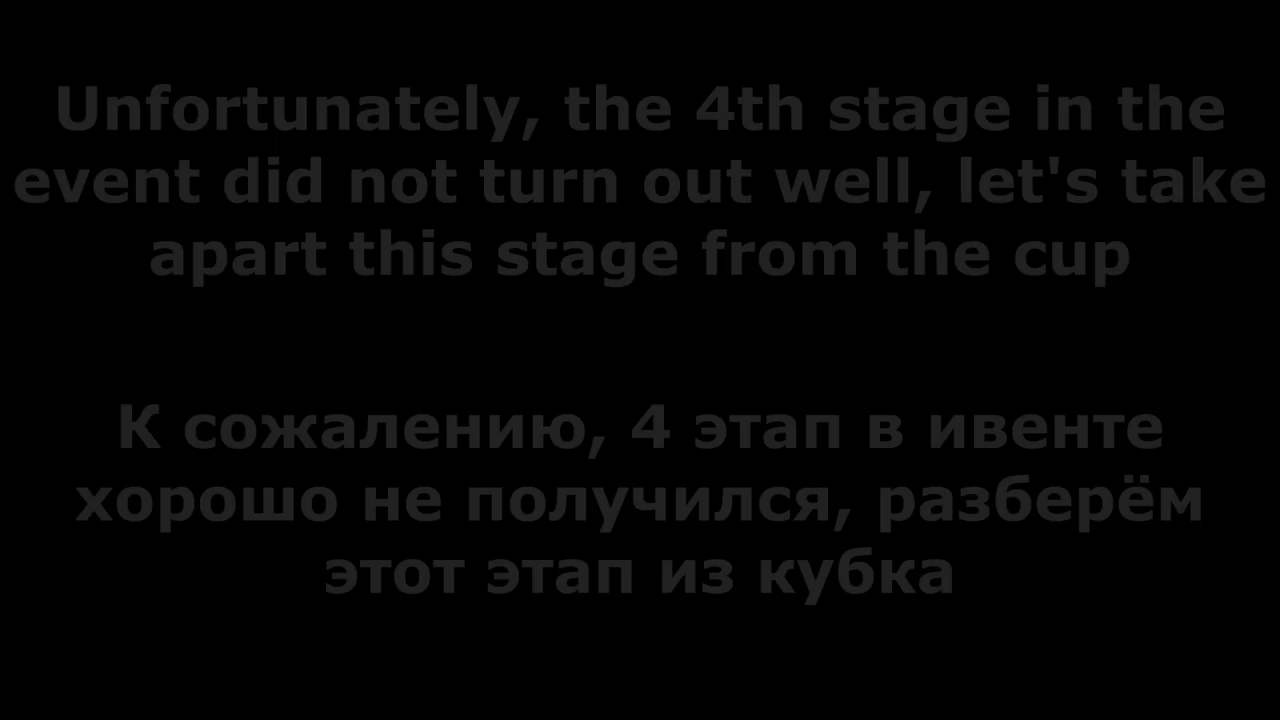 Unfortunately, the 4th stage in the
event did not turn out well, let's take
apart this stage from the cup
К сожалению, 4 этап в ивенте
хорошо не получился, разберём
этот этап из кубка